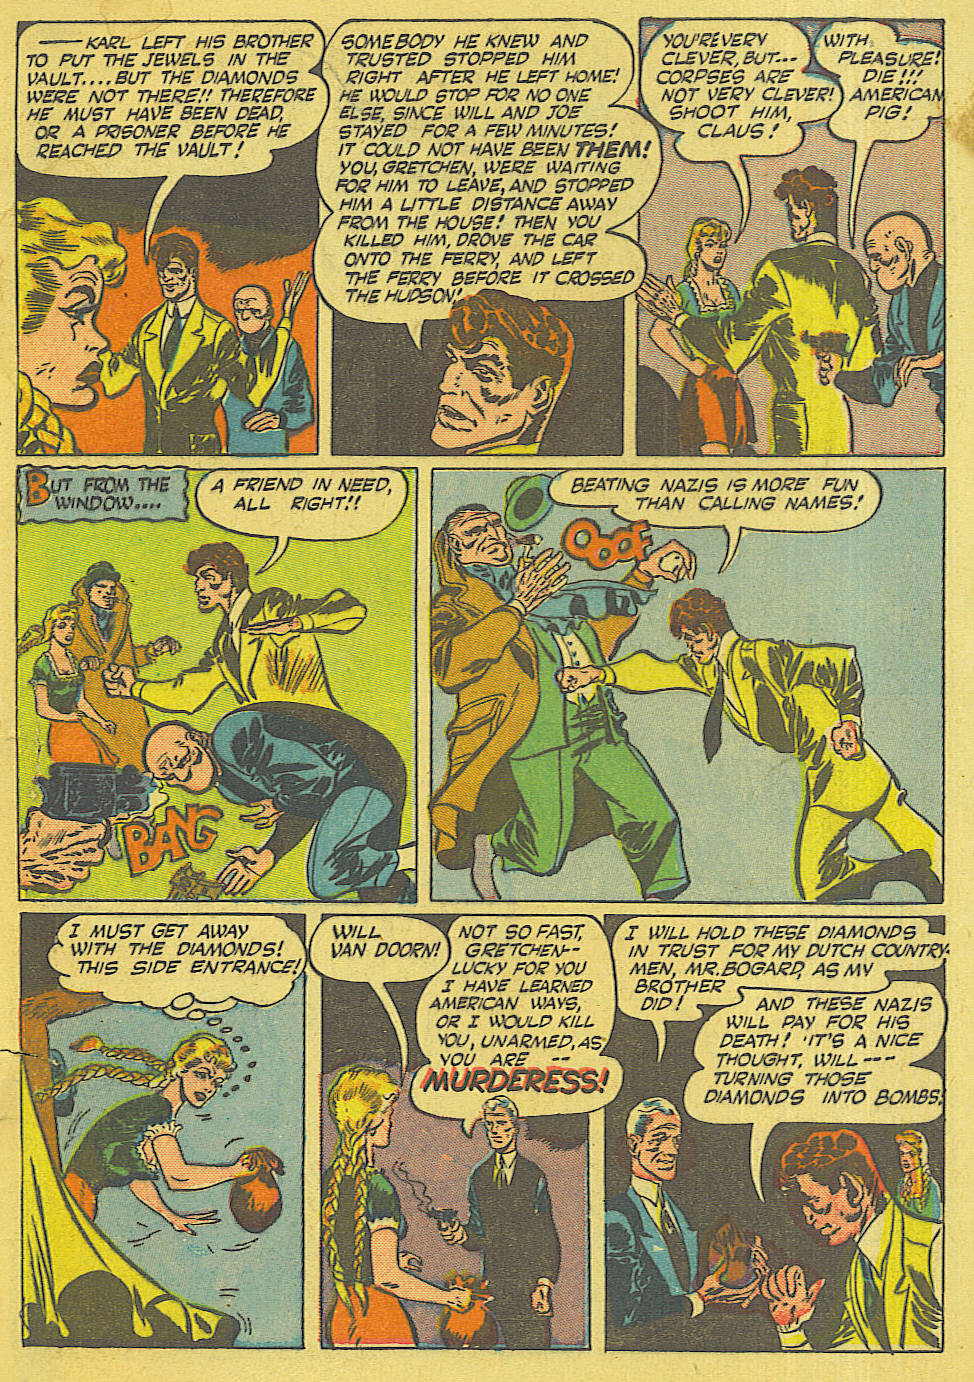 — KARL LEFT HIS BROTHER
TO PUT THE JEWELS IN THE
VAULT.... BUT THE DIAMONDS
WERE NOT THERE!! THEREFORE
HE MUST HAVE BEEN DEAD,
OR A PRISONER BEFORE HE
REACHED THE VAULT!
SOMEBODY HE KNEW AND
TRUSTED STOPPED HIM
RIGHT AFTER HE LEFT HOME!
HE WOULD STOP FOR NO ONE
ELSE, SINCE WILL AND JOE
STAYED FOR A FEW MINUTES!
IT COULD NOT HAVE BEEN THEM!
YOU, GRETCHEN, WERE WAITING
FOR HIM TO LEAVE, AND STOPPED
HIM A LITTLE DISTANCE AWAY
FROM THE HOUSE! THEN YOU
KILLED HIM, DROVE THE CAR
ONTO THE FERRY, AND LEFT
THE FERRY BEFORE IT CROSSED
THE HUDSON!
YOU'RE VERY
CLEVER, BUT---
CORPSES ARE
NOT VERY CLEVER!
SHOOT HIM,
CLAUS!
WITH
PLEASURE!
DIE!!!
AMERICAN
PIG!
BUT FROM THE
WINDOW....
A FRIEND IN NEED,
ALL RIGHT!!
BANG
BEATING NAZIS IS MORE FUN
THAN CALLING NAMES!
OOOF
I MUST GET AWAY
WITH THE DIAMONDS!
THIS SIDE ENTRANCE!
WILL
VAN DOORN!
NOT SO FAST,
GRETCHEN--
LUCKY FOR YOU
I HAVE LEARNED
AMERICAN WAYS,
OR I WOULD KILL
YOU, UNARMED, AS
YOU ARE --
MURDERESS!
I WILL HOLD THESE DIAMONDS
IN TRUST FOR MY DUTCH COUNTRY-
MEN, MR. BOGARD, AS MY
BROTHER
DID!
AND THESE NAZIS
WILL PAY FOR HIS
DEATH! 'IT'S A NICE
THOUGHT, WILL ---
TURNING THOSE
DIAMONDS INTO BOMBS!